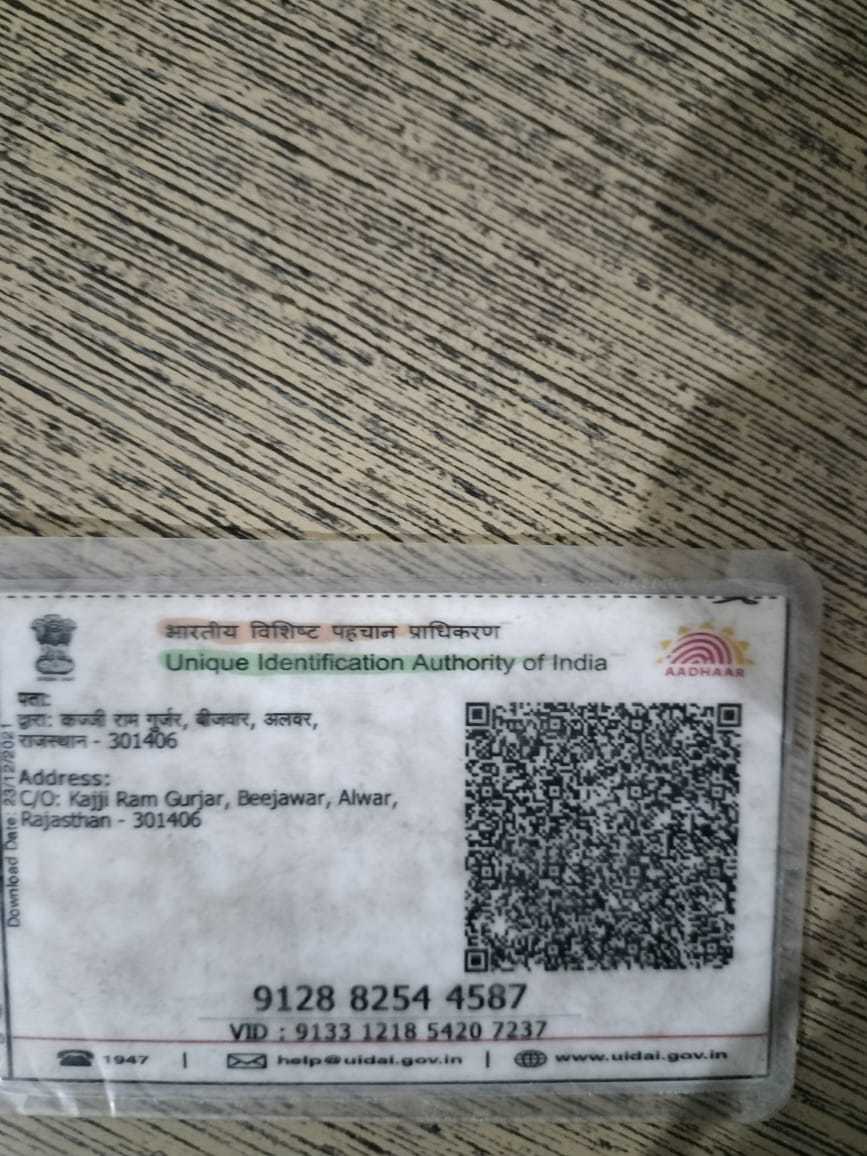 भारतीय विशिष्ट पहचान प्राधिकरण
Unique Identification Authority of India
AADHAAR
पता:
द्वारा: कज्जी राम गुर्जर, बीजवार, अलवर,
राजस्थान - 301406
Address:
C/O: Kajji Ram Gurjar, Beejawar, Alwar,
Rajasthan - 301406
Download Date: 23/12/2021
9128 8254 4587
VID : 9133 1218 5420 7237
1947 | help@uidai.gov.in | www.uidai.gov.in